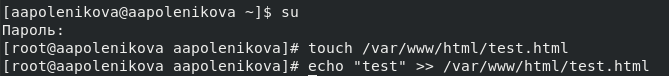 [aapolenikova@aapolenikova ~]$ su
Пароль:
[root@aapolenikova aapolenikova]# touch /var/www/html/test.html
[root@aapolenikova aapolenikova]# echo "test" >> /var/www/html/test.html